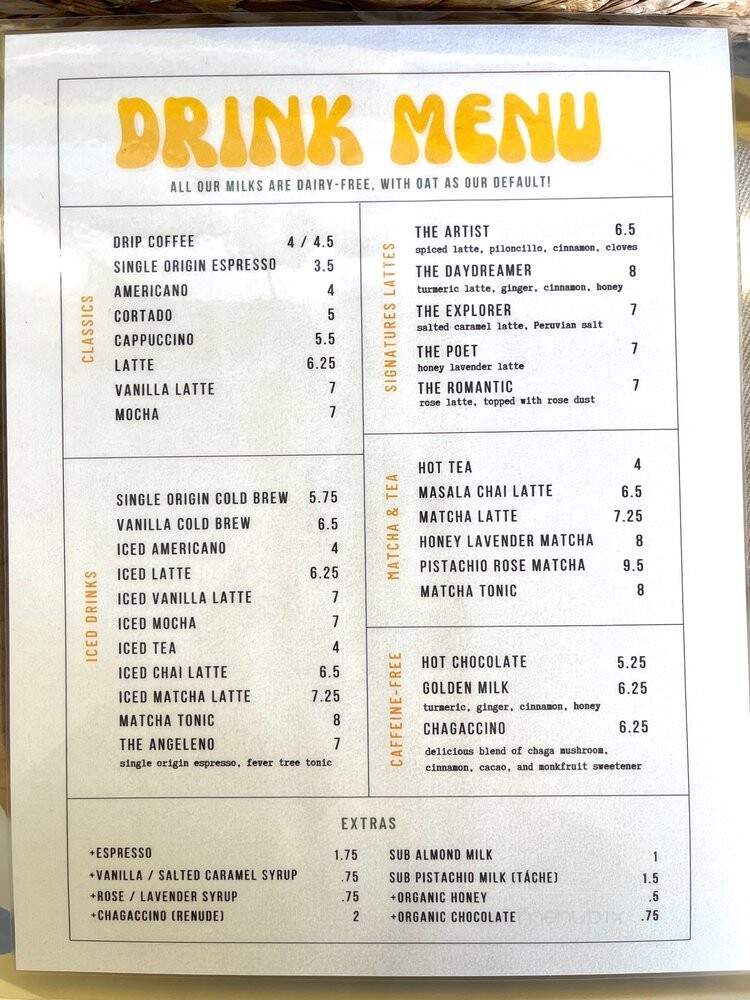 DRINK MENU
ALL OUR MILKS ARE DAIRY-FREE, WITH OAT AS OUR DEFAULT!
CLASSICS
DRIP COFFEE 4 / 4.5
SINGLE ORIGIN ESPRESSO 3.5
AMERICANO 4
CORTADO 5
CAPPUCCINO 5.5
LATTE 6.25
VANILLA LATTE 7
MOCHA 7
ICED DRINKS
SINGLE ORIGIN COLD BREW 5.75
VANILLA COLD BREW 6.5
ICED AMERICANO 4
ICED LATTE 6.25
ICED VANILLA LATTE 7
ICED MOCHA 7
ICED TEA 4
ICED CHAI LATTE 6.5
ICED MATCHA LATTE 7.25
MATCHA TONIC 8
THE ANGELENO 7
single origin espresso, fever tree tonic
SIGNATURES LATTES
THE ARTIST 6.5
spiced latte, piloncillo, cinnamon, cloves
THE DAYDREAMER 8
turmeric latte, ginger, cinnamon, honey
THE EXPLORER 7
salted caramel latte, Peruvian salt
THE POET 7
honey lavender latte
THE ROMANTIC 7
rose latte, topped with rose dust
MATCHA & TEA
HOT TEA 4
MASALA CHAI LATTE 6.5
MATCHA LATTE 7.25
HONEY LAVENDER MATCHA 8
PISTACHIO ROSE MATCHA 9.5
MATCHA TONIC 8
CAFFEINE-FREE
HOT CHOCOLATE 5.25
GOLDEN MILK 6.25
turmeric, ginger, cinnamon, honey
CHAGACCINO 6.25
delicious blend of chaga mushroom,
cinnamon, cacao, and monkfruit sweetener
EXTRAS
+ESPRESSO 1.75
+VANILLA / SALTED CARAMEL SYRUP .75
+ROSE / LAVENDER SYRUP .75
+CHAGACCINO (RENUDE) 2
SUB ALMOND MILK 1
SUB PISTACHIO MILK (TÁCHE) 1.5
+ORGANIC HONEY .5
+ORGANIC CHOCOLATE .75
menupix